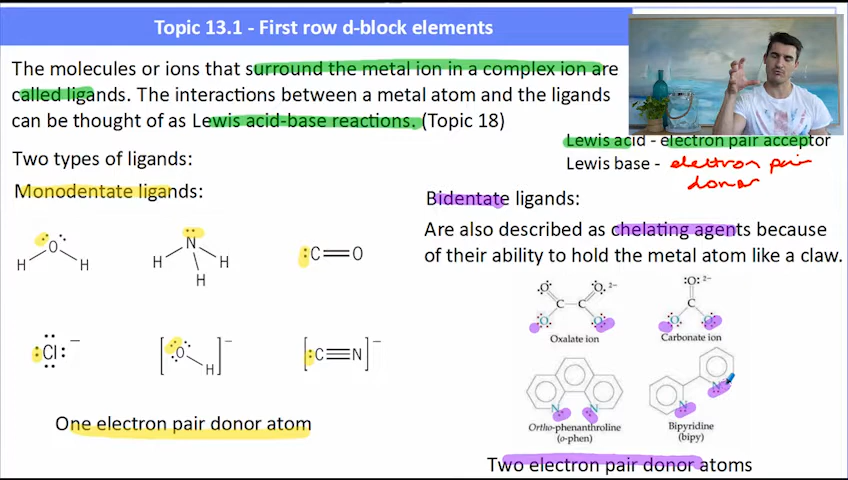 Topic 13.1 - First row d-block elements
The molecules or ions that surround the metal ion in a complex ion are
called ligands. The interactions between a metal atom and the ligands
can be thought of as Lewis acid-base reactions. (Topic 18)
Lewis acid - electron pair acceptor
Lewis base - electron pair
donor
Two types of ligands:
Monodentate ligands:
O
H H
N
H H
H
:C=O
:Cl: −
[:O H]−
[:C≡N]−
One electron pair donor atom
Bidentate ligands:
Are also described as chelating agents because
of their ability to hold the metal atom like a claw.
O O 2−
C C
O O
Oxalate ion
:O: 2−
C
O O
Carbonate ion
N N
Ortho-phenanthroline
(o-phen)
N N
Bipyridine
(bipy)
Two electron pair donor atoms